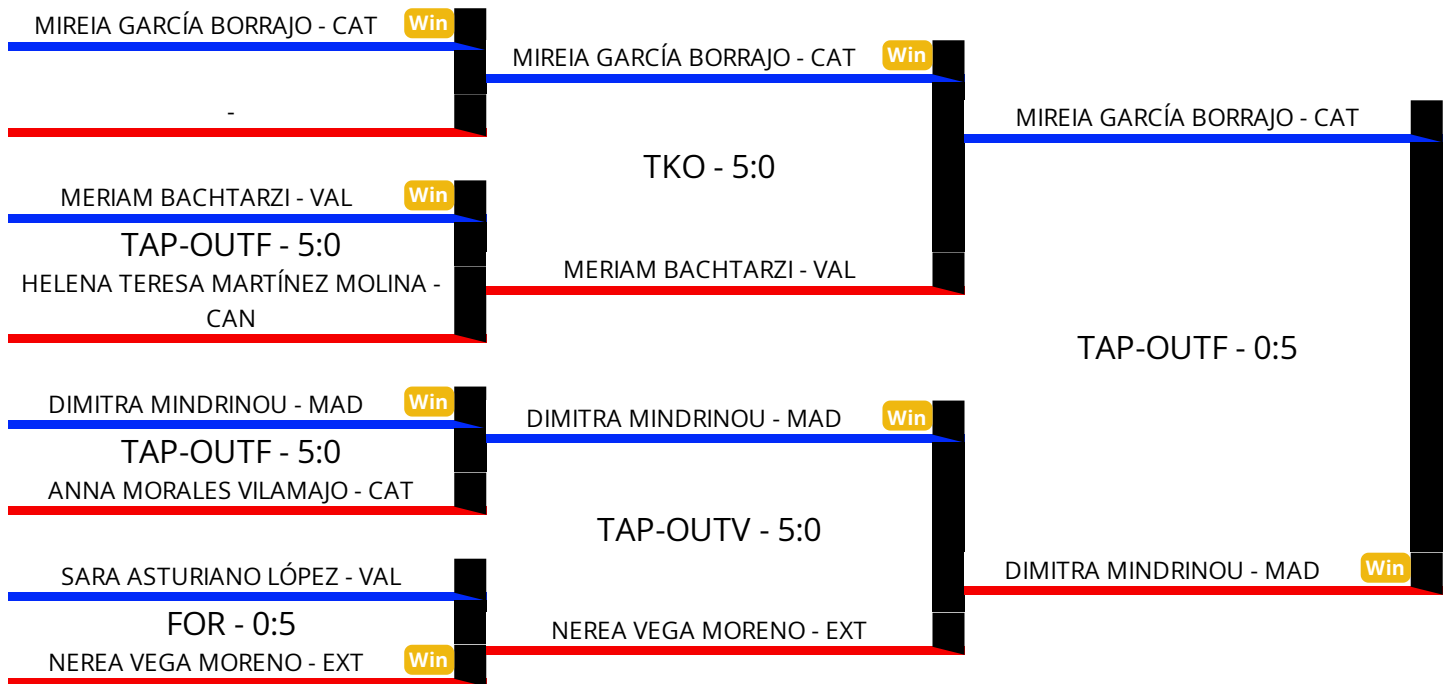 MIREIA GARCÍA BORRAJO - CAT Win
-
MERIAM BACHTARZI - VAL Win
TAP-OUTF - 5:0
HELENA TERESA MARTÍNEZ MOLINA -
CAN
DIMITRA MINDRINOU - MAD Win
TAP-OUTF - 5:0
ANNA MORALES VILAMAJO - CAT
SARA ASTURIANO LÓPEZ - VAL
FOR - 0:5
NEREA VEGA MORENO - EXT Win
MIREIA GARCÍA BORRAJO - CAT Win
TKO - 5:0
MERIAM BACHTARZI - VAL
DIMITRA MINDRINOU - MAD Win
TAP-OUTV - 5:0
NEREA VEGA MORENO - EXT
MIREIA GARCÍA BORRAJO - CAT
TAP-OUTF - 0:5
DIMITRA MINDRINOU - MAD Win